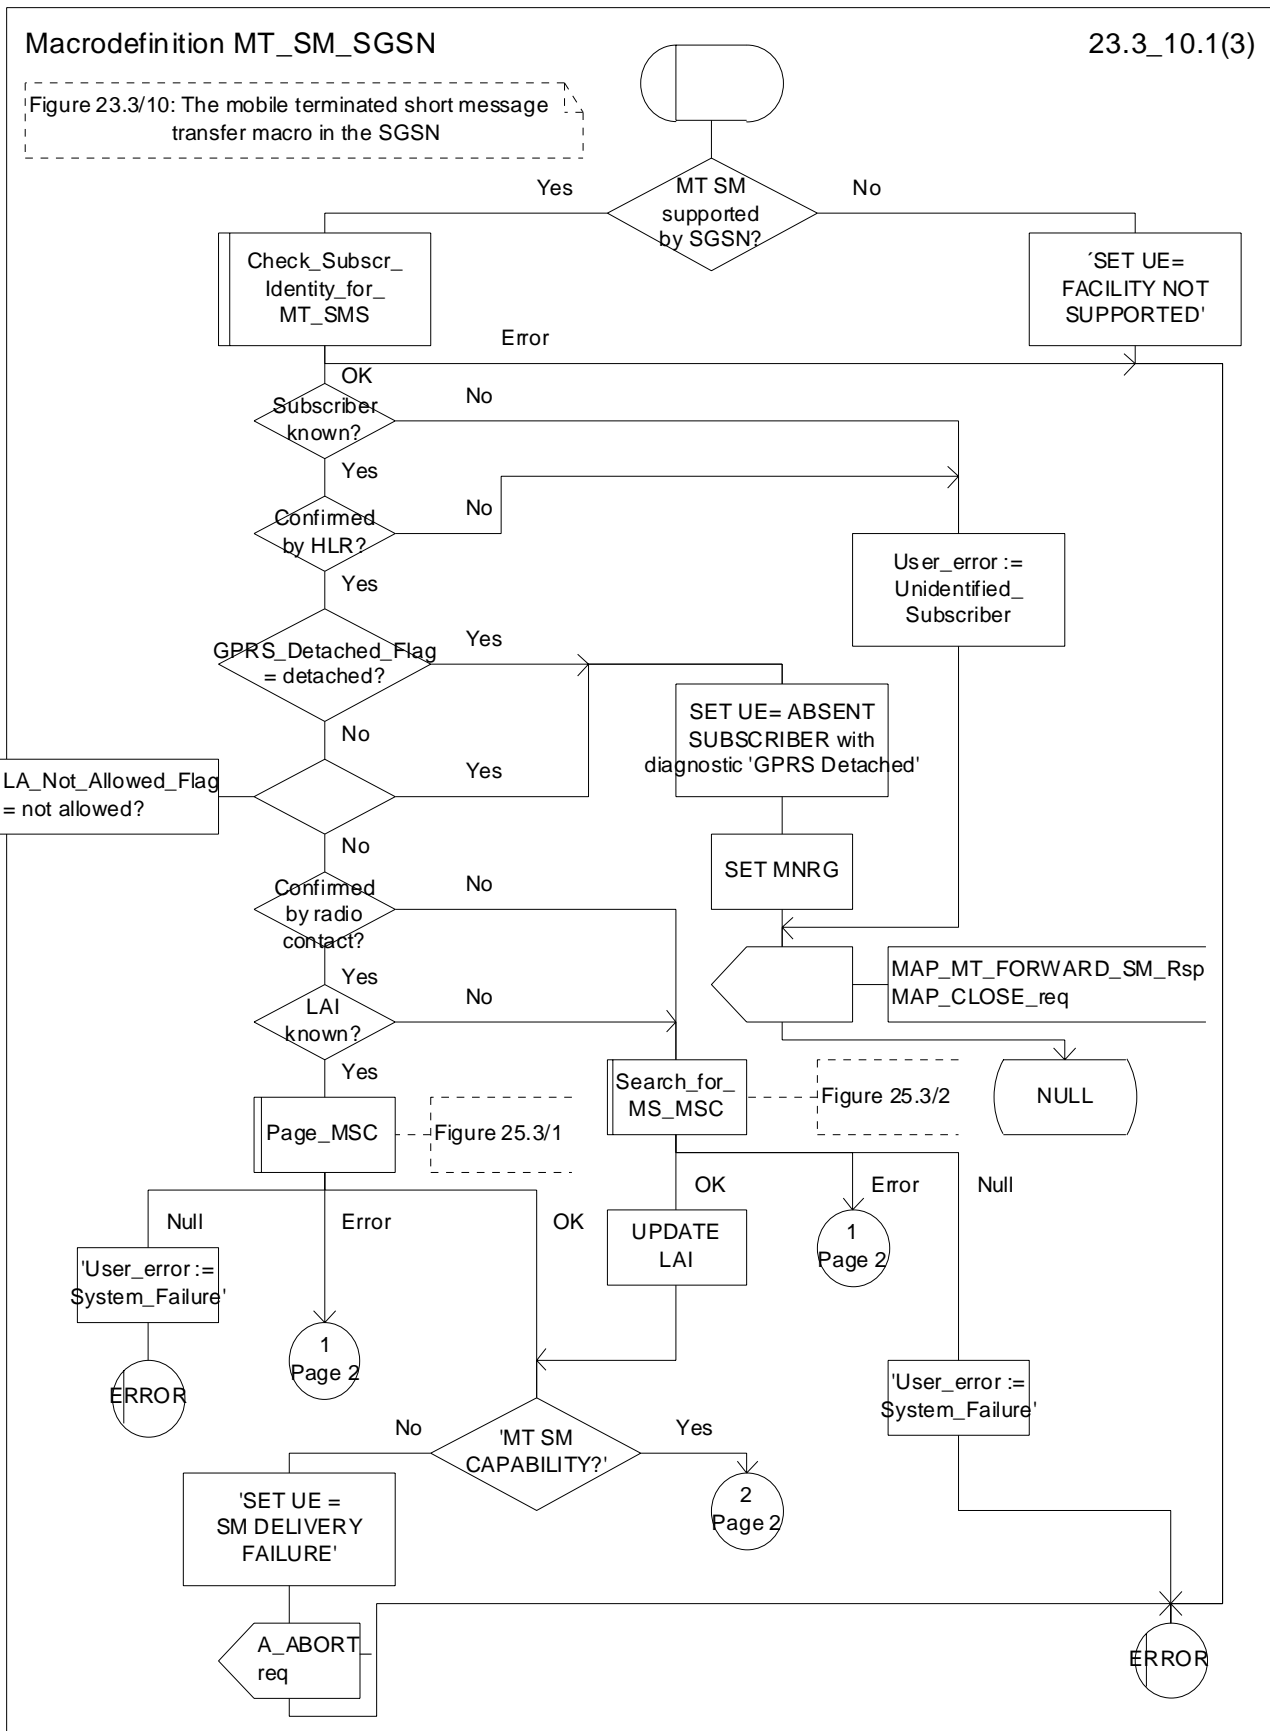 Macrodefinition MT_SM_SGSN
23.3_10.1(3)
Figure 23.3/10: The mobile terminated short message
transfer macro in the SGSN
MT SM
supported
by SGSN?
Yes
No
Check_Subscr_
Identity_for_
MT_SMS
´SET UE=
FACILITY NOT
SUPPORTED'
Error
OK
Subscriber
known?
No
Yes
Confirmed
by HLR?
No
User_error :=
Unidentified_
Subscriber
Yes
GPRS_Detached_Flag
= detached?
Yes
SET UE= ABSENT
SUBSCRIBER with
diagnostic 'GPRS Detached'
No
LA_Not_Allowed_Flag
= not allowed?
Yes
No
SET MNRG
Confirmed
by radio
contact?
No
MAP_MT_FORWARD_SM_Rsp
MAP_CLOSE_req
Yes
LAI
known?
No
Yes
Search_for_
MS_MSC
Figure 25.3/2
NULL
Page_MSC
Figure 25.3/1
OK
Error
Null
Null
Error
OK
UPDATE
LAI
1
Page 2
'User_error :=
System_Failure'
1
Page 2
ERROR
'User_error :=
System_Failure'
No
'MT SM
CAPABILITY?'
Yes
'SET UE =
SM DELIVERY
FAILURE'
2
Page 2
A_ABORT_
req
ERROR